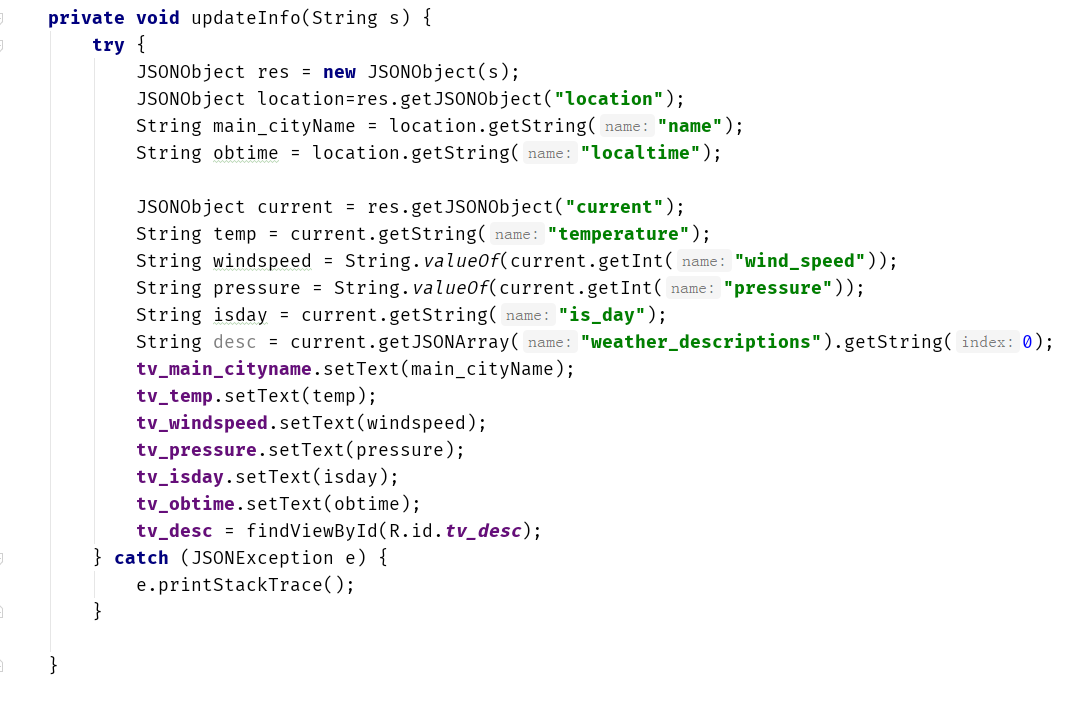 private void updateInfo(String s) {
    try {
        JSONObject res = new JSONObject(s);
        JSONObject location=res.getJSONObject("location");
        String main_cityName = location.getString( name: "name");
        String obtime = location.getString( name: "localtime");

        JSONObject current = res.getJSONObject("current");
        String temp = current.getString( name: "temperature");
        String windspeed = String.valueOf(current.getInt( name: "wind_speed"));
        String pressure = String.valueOf(current.getInt( name: "pressure"));
        String isday = current.getString( name: "is_day");
        String desc = current.getJSONArray( name: "weather_descriptions").getString( index: 0);
        tv_main_cityname.setText(main_cityName);
        tv_temp.setText(temp);
        tv_windspeed.setText(windspeed);
        tv_pressure.setText(pressure);
        tv_isday.setText(isday);
        tv_obtime.setText(obtime);
        tv_desc = findViewById(R.id.tv_desc);
    } catch (JSONException e) {
        e.printStackTrace();
    }

}